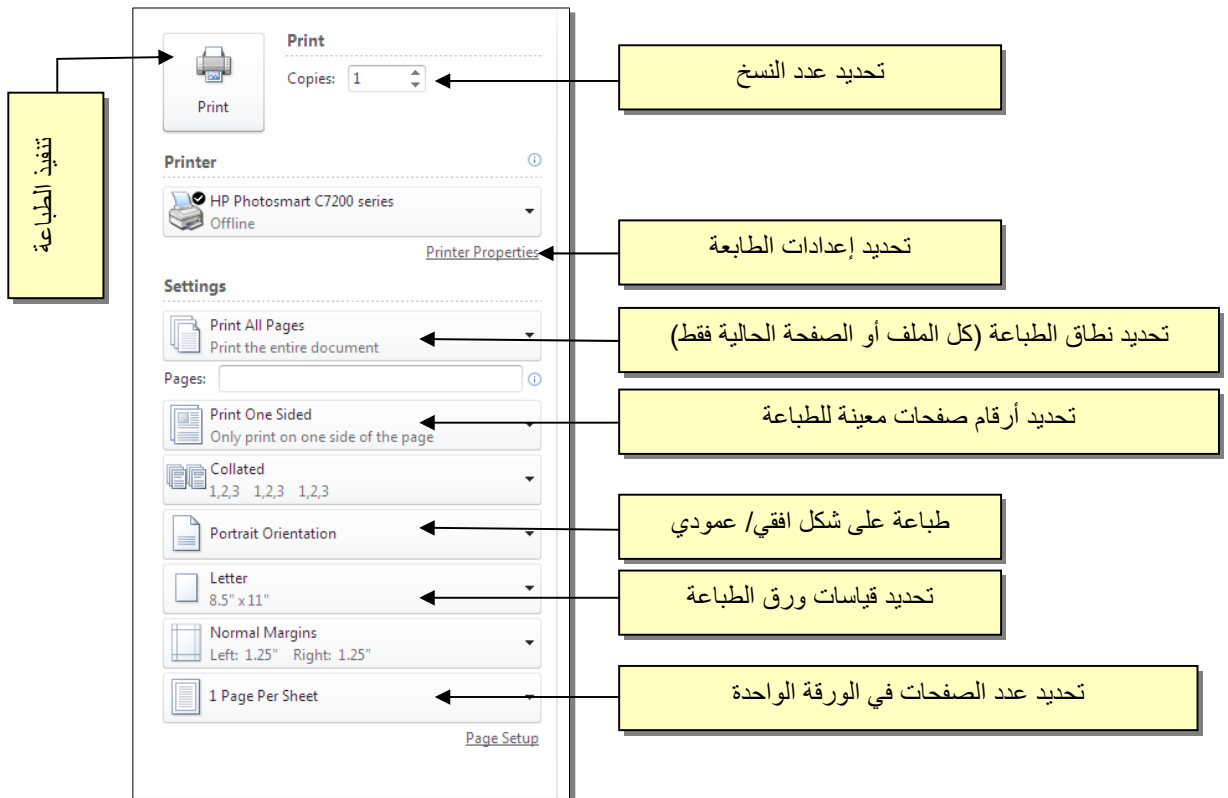 Print
Copies: 1
Print
تنفيذ الطباعة
تحديد عدد النسخ
Printer
HP Photosmart C7200 series
Offline
Printer Properties
تحديد إعدادات الطابعة
Settings
Print All Pages
Print the entire document
تحديد نطاق الطباعة (كل الملف أو الصفحة الحالية فقط)
Pages:
Print One Sided
Only print on one side of the page
تحديد أرقام صفحات معينة للطباعة
Collated
1,2,3 1,2,3 1,2,3
Portrait Orientation
طباعة على شكل افقي/ عمودي
Letter
8.5" x 11"
تحديد قياسات ورق الطباعة
Normal Margins
Left: 1.25" Right: 1.25"
1 Page Per Sheet
تحديد عدد الصفحات في الورقة الواحدة
Page Setup